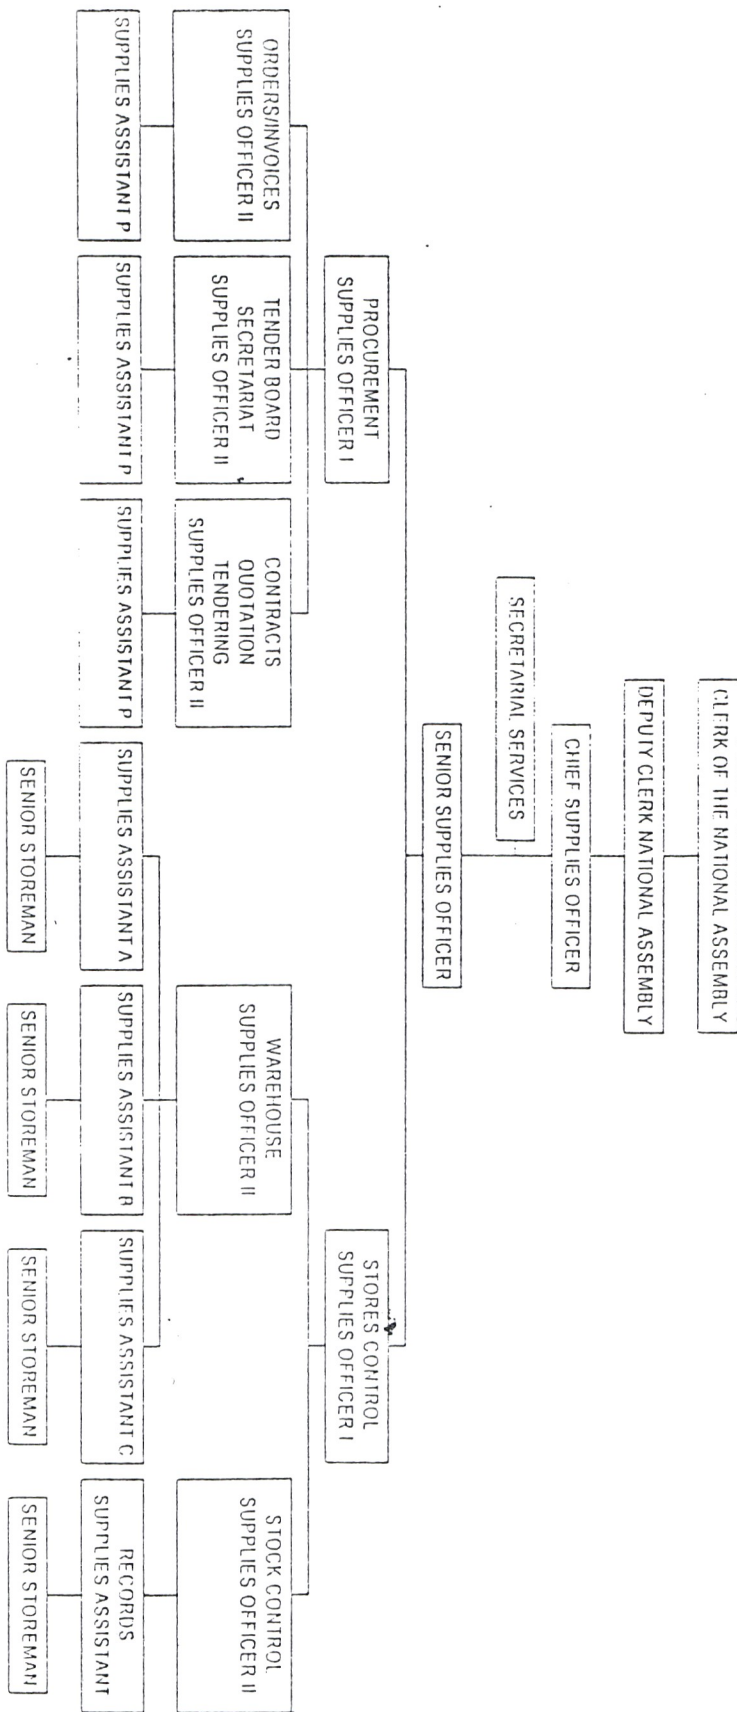 CLERK OF THE NATIONAL ASSEMBLY
DEPUTY CLERK NATIONAL ASSEMBLY
CHIEF SUPPLIES OFFICER
SECRETARIAL SERVICES
SENIOR SUPPLIES OFFICER
PROCUREMENT
SUPPLIES OFFICER I
STORES CONTROL
SUPPLIES OFFICER I
ORDERS/INVOICES
SUPPLIES OFFICER II
TENDER BOARD
SECRETARIAT
SUPPLIES OFFICER II
CONTRACTS
QUOTATION
TENDERING
SUPPLIES OFFICER II
WAREHOUSE
SUPPLIES OFFICER II
STOCK CONTROL
SUPPLIES OFFICER II
SUPPLIES ASSISTANT P
SUPPLIES ASSISTANT P
SUPPLIES ASSISTANT P
SUPPLIES ASSISTANT A
SUPPLIES ASSISTANT B
SUPPLIES ASSISTANT C
RECORDS
SUPPLIES ASSISTANT
SENIOR STOREMAN
SENIOR STOREMAN
SENIOR STOREMAN
SENIOR STOREMAN